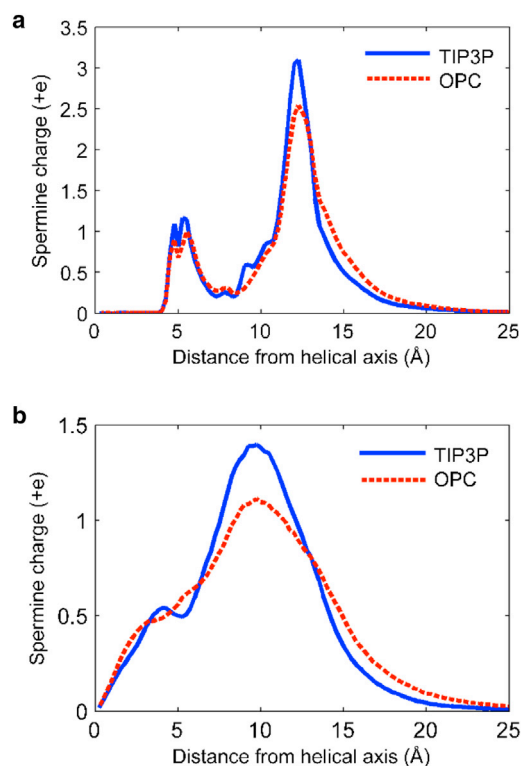 a
3.5
3
2.5
2
1.5
1
0.5
0
Spermine charge (+e)
TIP3P
OPC
0 5 10 15 20 25
Distance from helical axis (Å)
b
1.5
1
0.5
0
Spermine charge (+e)
TIP3P
OPC
0 5 10 15 20 25
Distance from helical axis (Å)